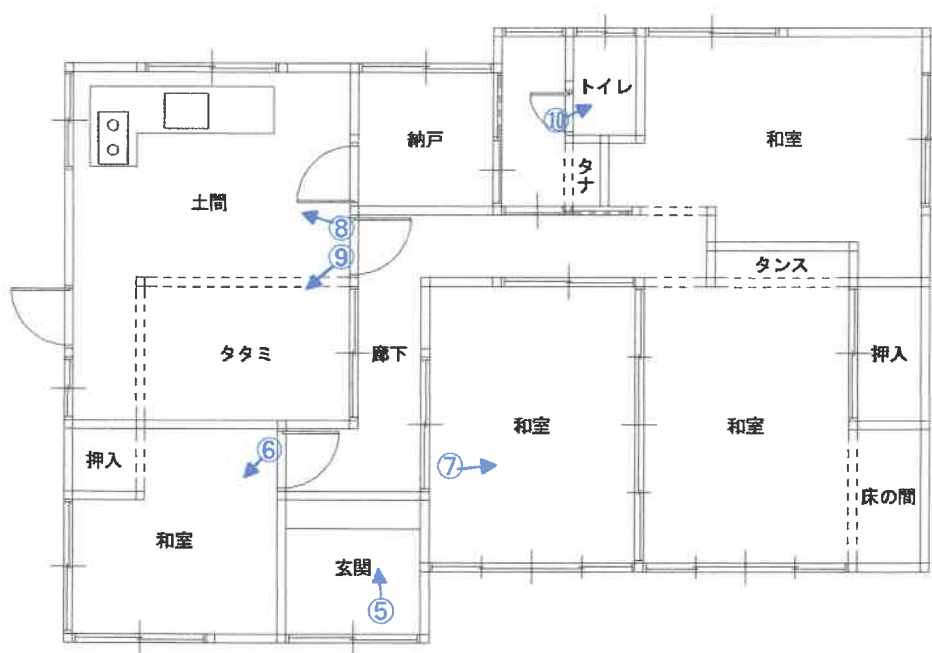 トイレ
⑩
和室
納戸
タナ
土間
⑧
⑨
タンス
タタミ
廊下
押入
和室
和室
⑥
押入
⑦
床の間
和室
玄関
⑤